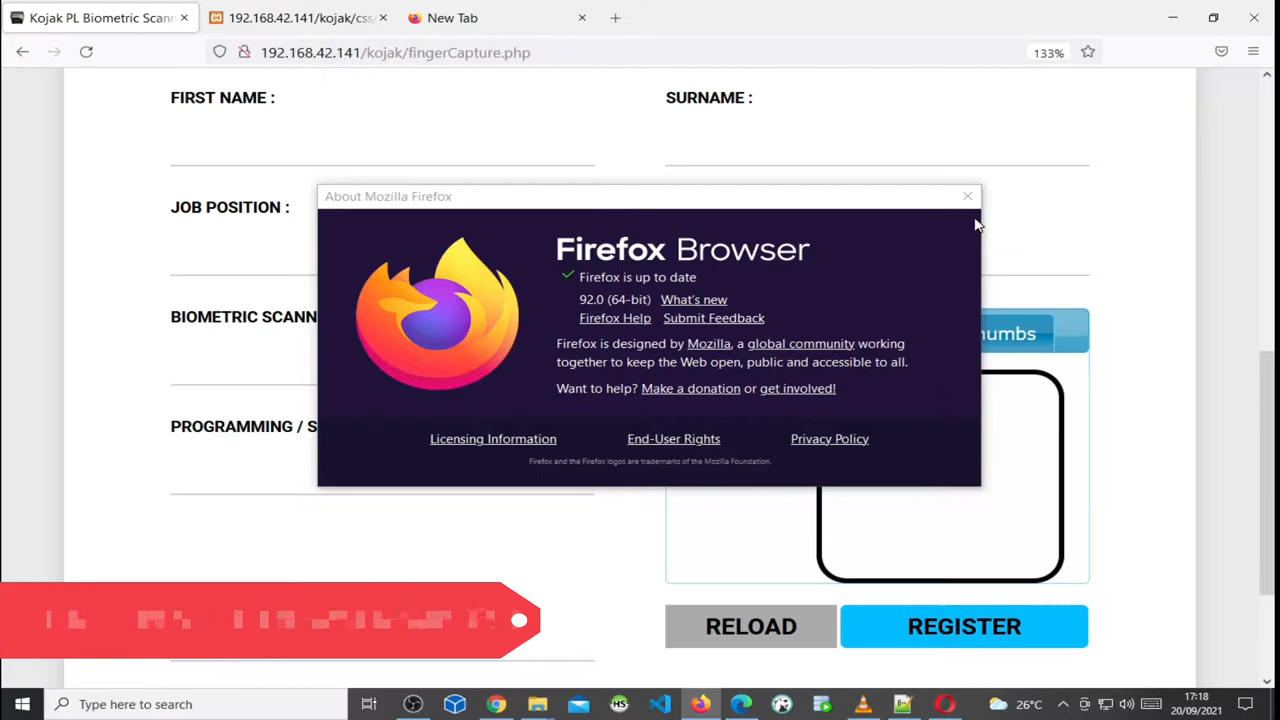 Kojak PL Biometric Scann
192.168.42.141/kojak/css/
New Tab
192.168.42.141/kojak/fingerCapture.php
133%
FIRST NAME :
SURNAME :
JOB POSITION :
About Mozilla Firefox
Firefox Browser
Firefox is up to date
92.0 (64-bit) What's new
Firefox Help Submit Feedback
Firefox is designed by Mozilla, a global community working
together to keep the Web open, public and accessible to all.
Want to help? Make a donation or get involved!
Licensing Information End-User Rights Privacy Policy
Firefox and the Firefox logos are trademarks of the Mozilla Foundation.
BIOMETRIC SCANN
humbs
PROGRAMMING / S
RELOAD
REGISTER
Type here to search
HS
26°C
17:18
20/09/2021